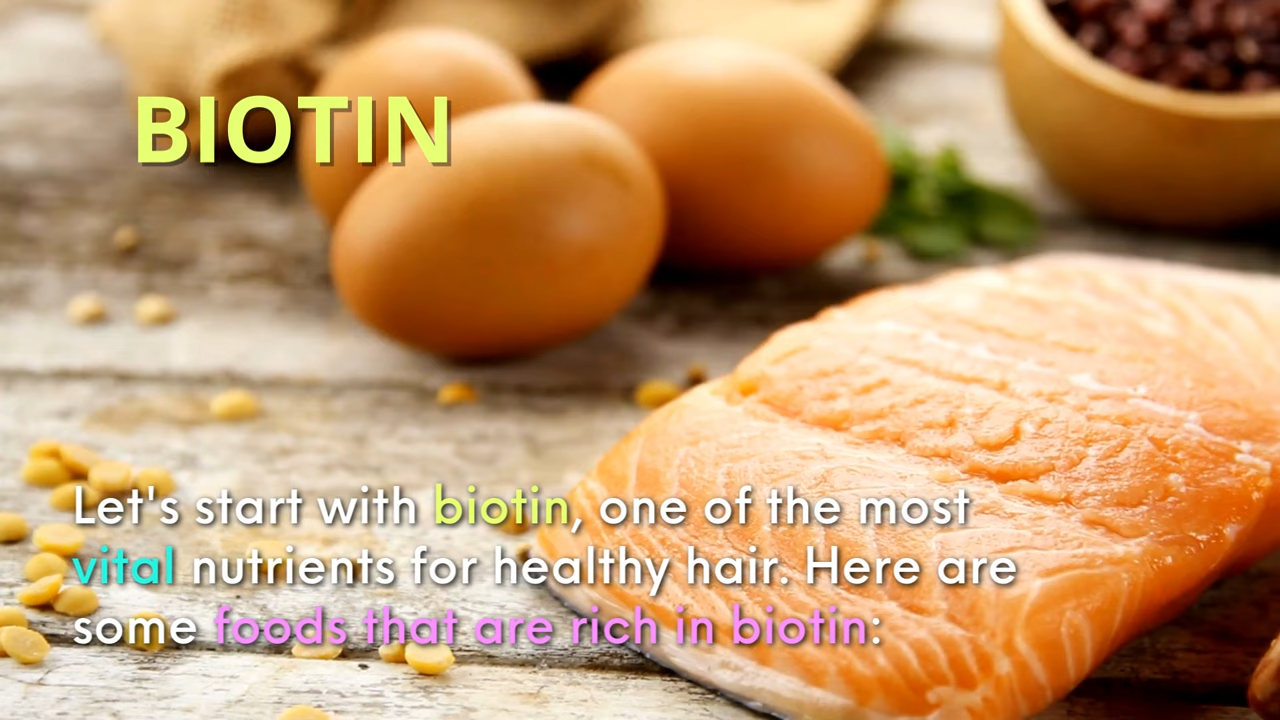 BIOTIN
Let's start with biotin, one of the most
vital nutrients for healthy hair. Here are
some foods that are rich in biotin: